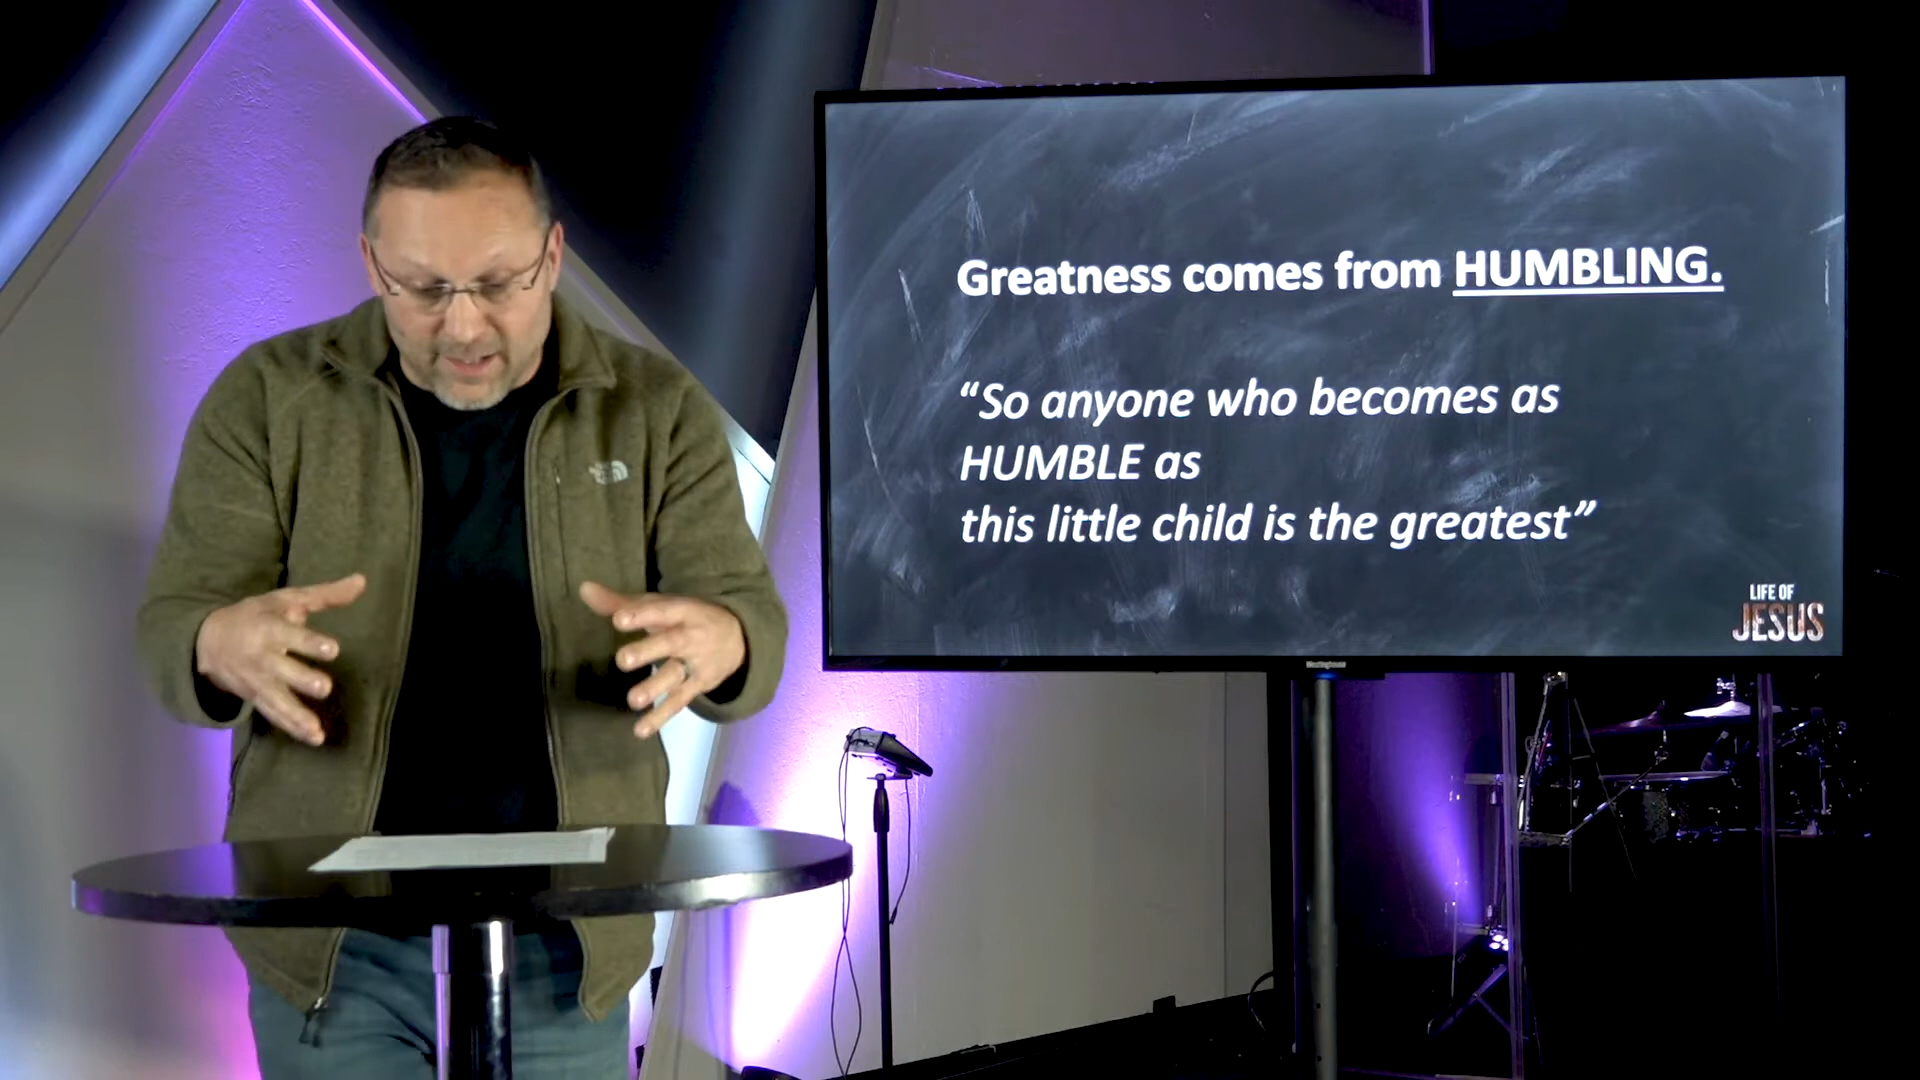 Greatness comes from HUMBLING.
“So anyone who becomes as
HUMBLE as
this little child is the greatest”
LIFE OF
JESUS
Westinghouse